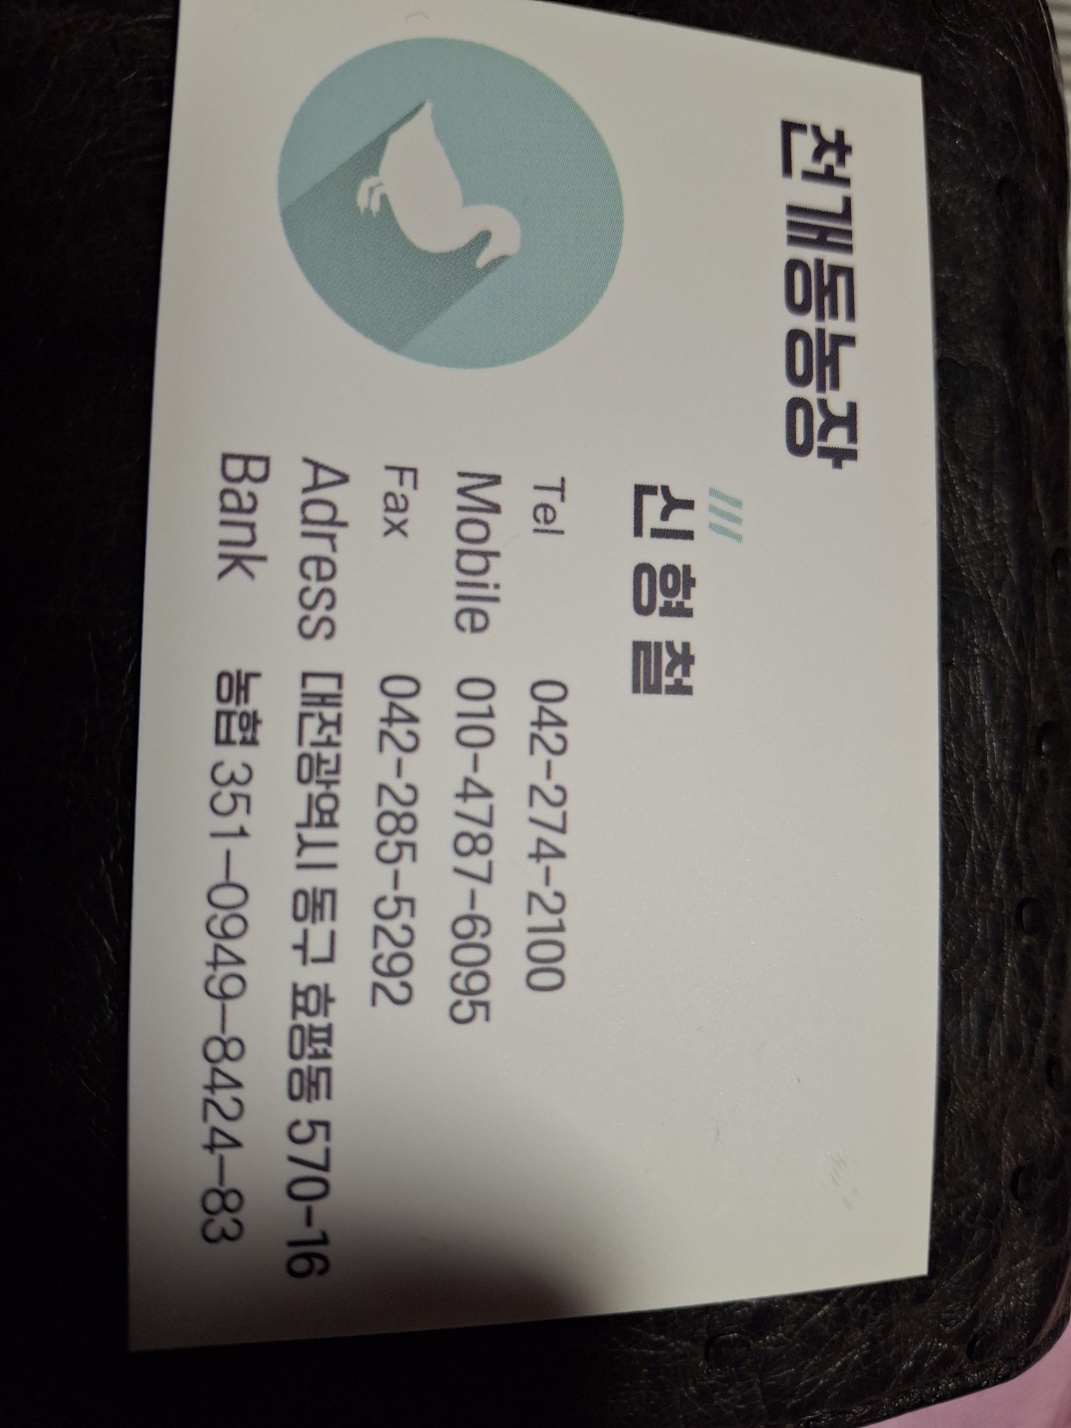 천개동농장
신형철
Tel 042-274-2100
Mobile 010-4787-6095
Fax 042-285-5292
Adress 대전광역시 동구 효평동 570-16
Bank 농협 351-0949-8424-83